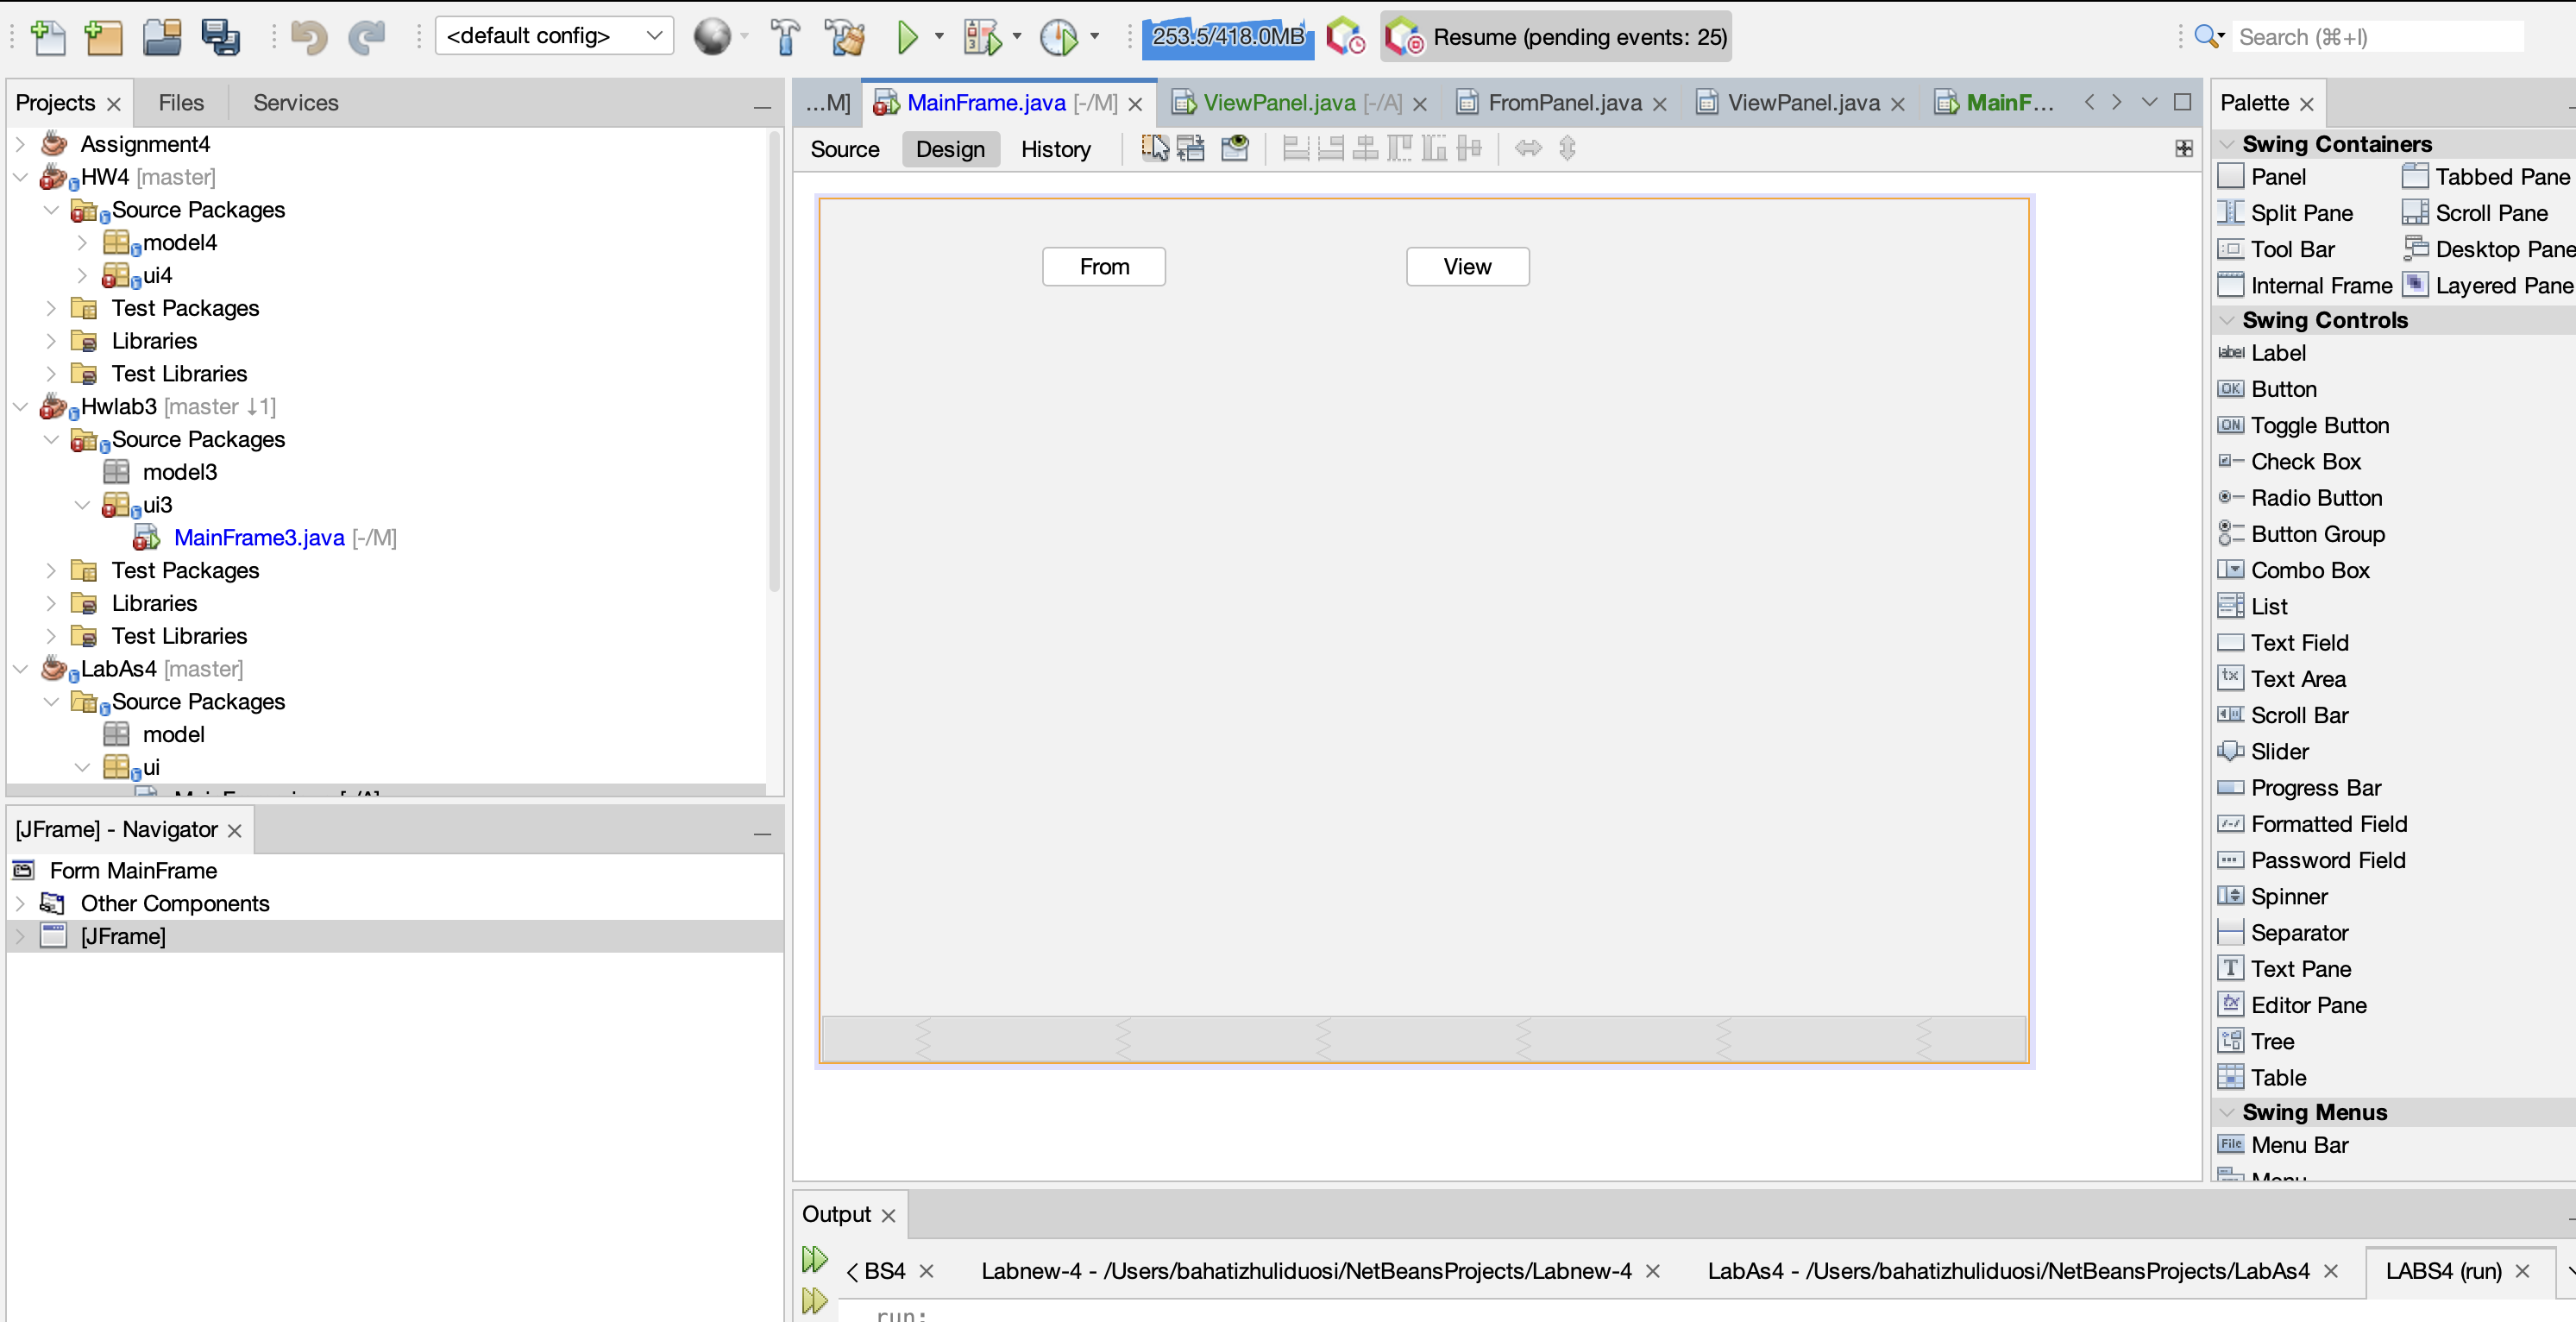 <default config>
253.5/418.0MB
Resume (pending events: 25)
Search (⌘+I)
Projects
Files
Services
Assignment4
HW4 [master]
Source Packages
model4
ui4
Test Packages
Libraries
Test Libraries
Hwlab3 [master ↓1]
Source Packages
model3
ui3
MainFrame3.java [-/M]
Test Packages
Libraries
Test Libraries
LabAs4 [master]
Source Packages
model
ui
[JFrame] - Navigator
Form MainFrame
Other Components
[JFrame]
...M]
MainFrame.java [-/M]
ViewPanel.java [-/A]
FromPanel.java
ViewPanel.java
MainF...
Source
Design
History
From
View
Palette
Swing Containers
Panel
Tabbed Pane
Split Pane
Scroll Pane
Tool Bar
Desktop Pane
Internal Frame
Layered Pane
Swing Controls
label Label
OK Button
ON Toggle Button
Check Box
Radio Button
Button Group
Combo Box
List
Text Field
tx Text Area
Scroll Bar
Slider
Progress Bar
Formatted Field
Password Field
Spinner
Separator
T Text Pane
Editor Pane
Tree
Table
Swing Menus
File Menu Bar
Menu
Output
BS4
Labnew-4 - /Users/bahatizhuliduosi/NetBeansProjects/Labnew-4
LabAs4 - /Users/bahatizhuliduosi/NetBeansProjects/LabAs4
LABS4 (run)
run: